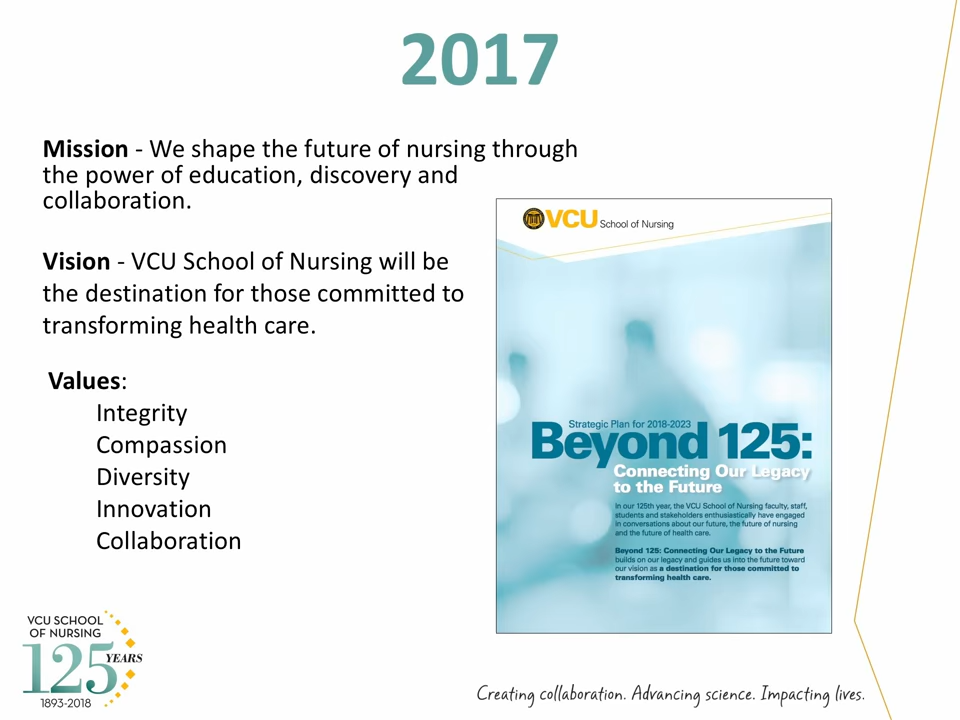 2017
Mission - We shape the future of nursing through
the power of education, discovery and
collaboration.
Vision - VCU School of Nursing will be
the destination for those committed to
transforming health care.
Values:
Integrity
Compassion
Diversity
Innovation
Collaboration
VCU School of Nursing
Strategic Plan for 2018-2023
Beyond 125:
Connecting Our Legacy
to the Future
In our 125th year, the VCU School of Nursing faculty, staff,
students and stakeholders enthusiastically have engaged
in conversations about our future, the future of nursing
and the future of health care.
Beyond 125: Connecting Our Legacy to the Future
builds on our legacy and guides us into the future toward
our vision as a destination for those committed to
transforming health care.
VCU SCHOOL
OF NURSING
125 YEARS
1893-2018
Creating collaboration. Advancing science. Impacting lives.